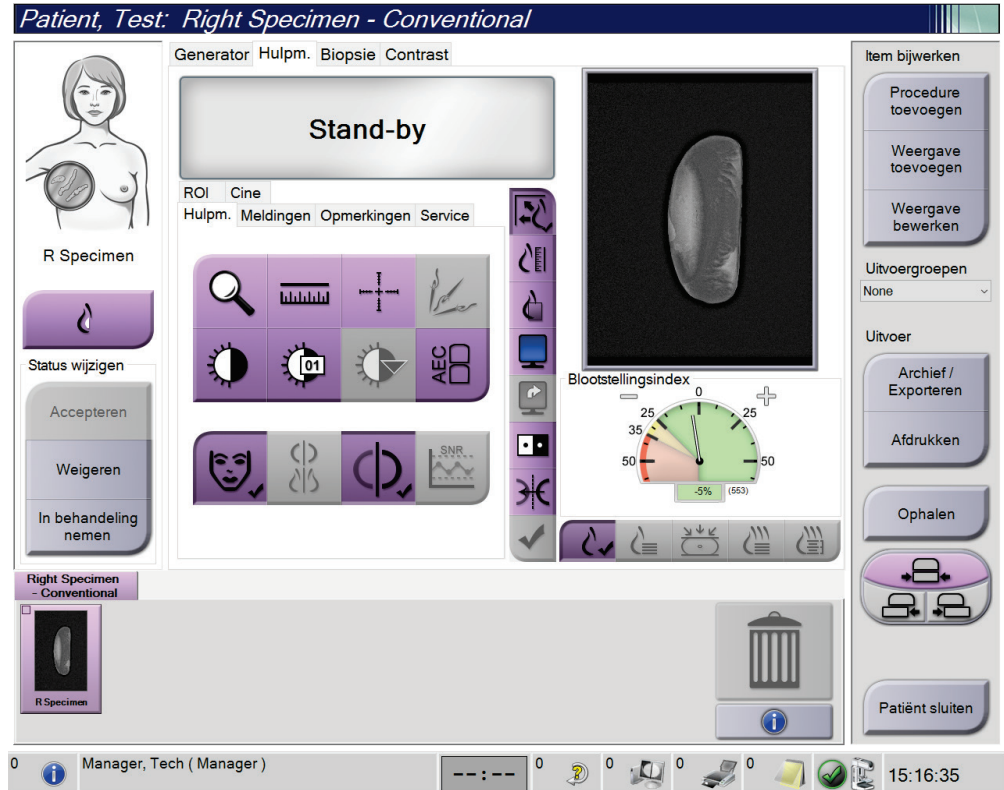 Patient, Test:  Right Specimen - Conventional
R Specimen
Status wijzigen
Accepteren
Weigeren
In behandeling
nemen
Generator Hulpm. Biopsie Contrast
Stand-by
ROI Cine
Hulpm. Meldingen Opmerkingen Service
01
AEC
SNR
Blootstellingsindex
0
25 25
35
50 50
-5% (553)
Item bijwerken
Procedure
toevoegen
Weergave
toevoegen
Weergave
bewerken
Uitvoergroepen
None
Uitvoer
Archief /
Exporteren
Afdrukken
Ophalen
Patiënt sluiten
Right Specimen
- Conventional
R Specimen
0 Manager, Tech ( Manager ) --:-- 0 0 0 0 15:16:35